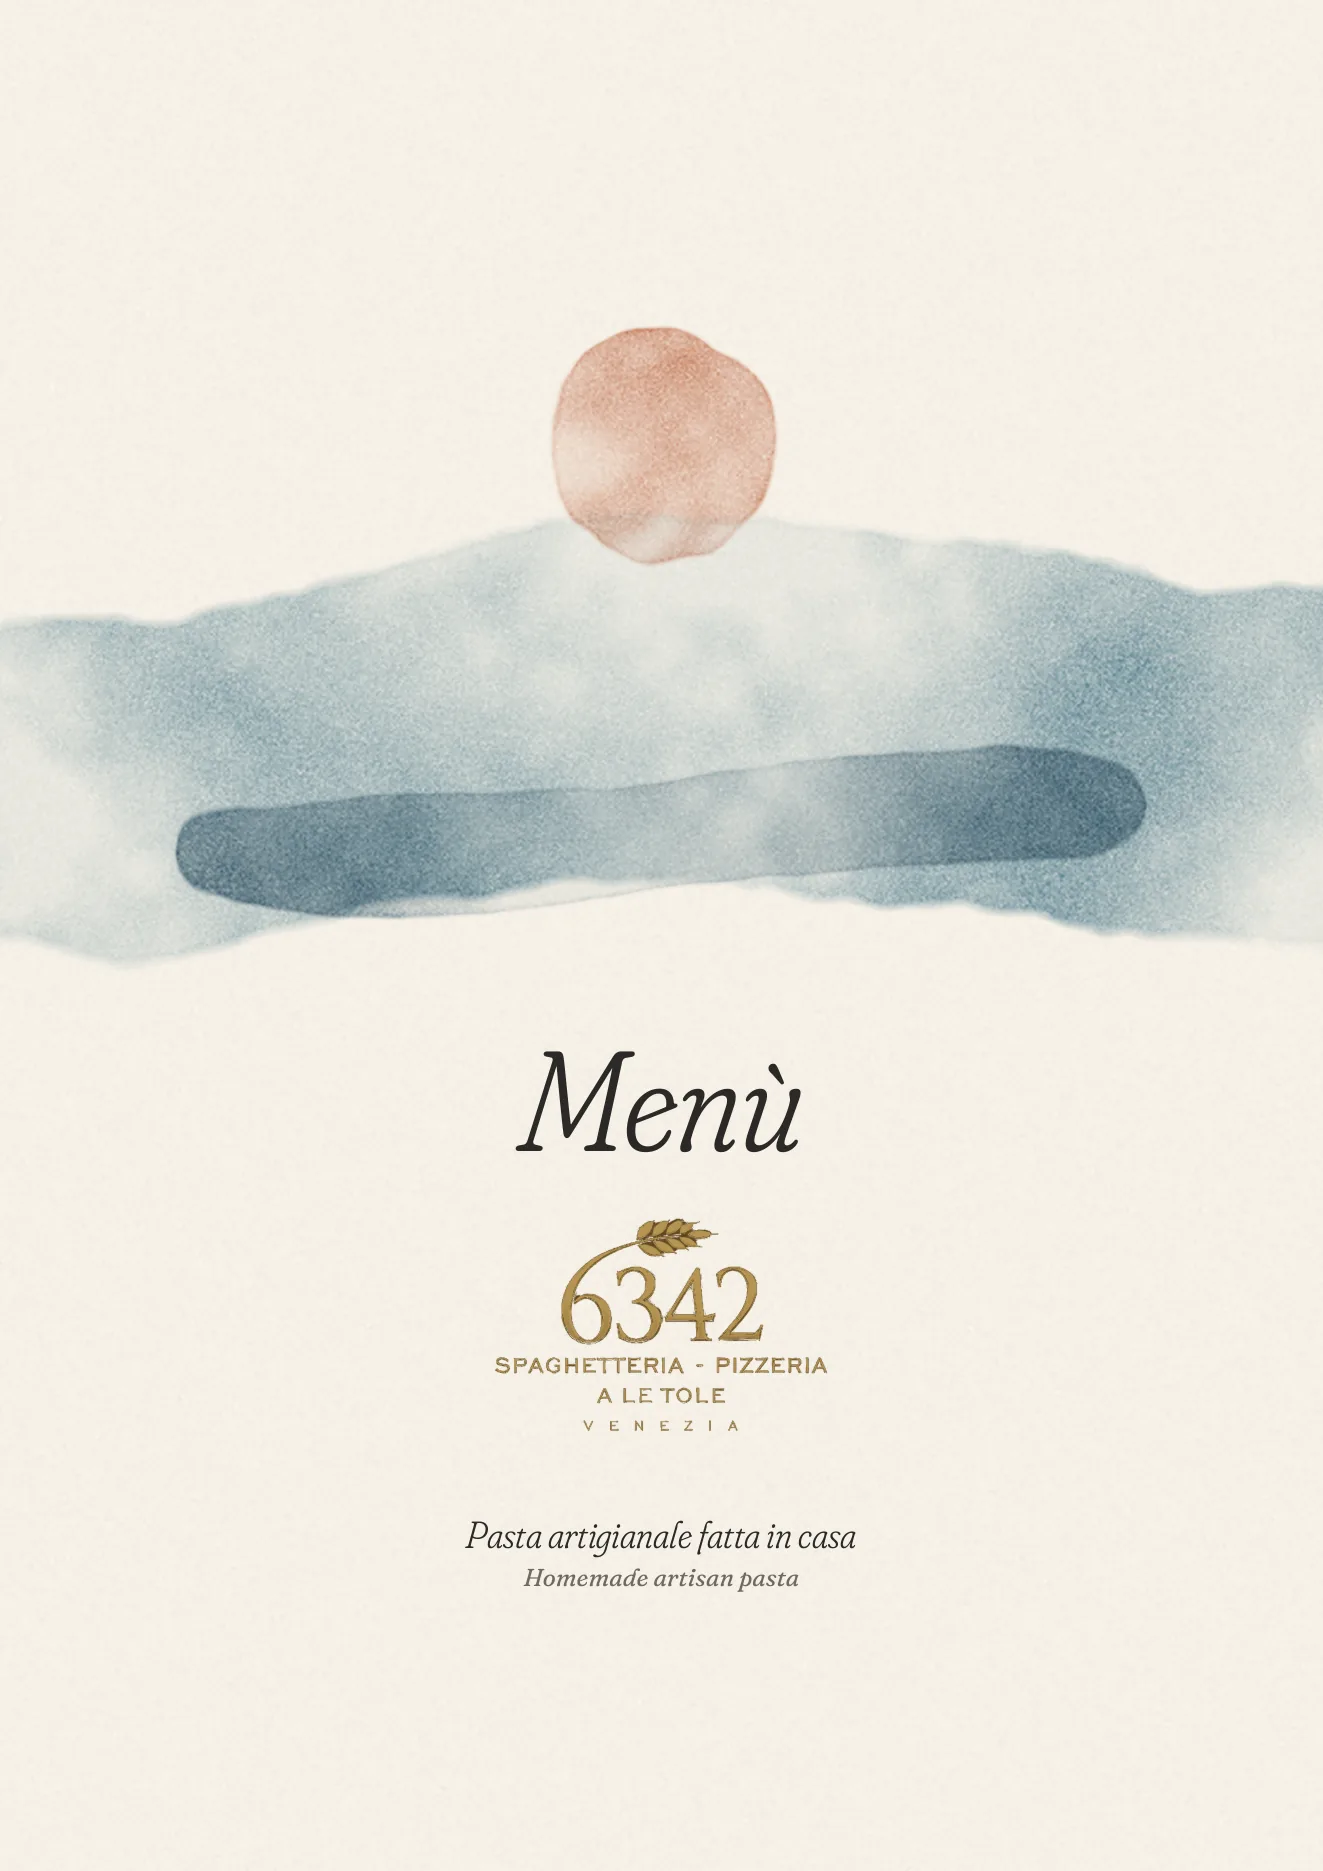 Menù
6342
SPAGHETTERIA - PIZZERIA
A LE TOLE
VENEZIA
Pasta artigianale fatta in casa
Homemade artisan pasta